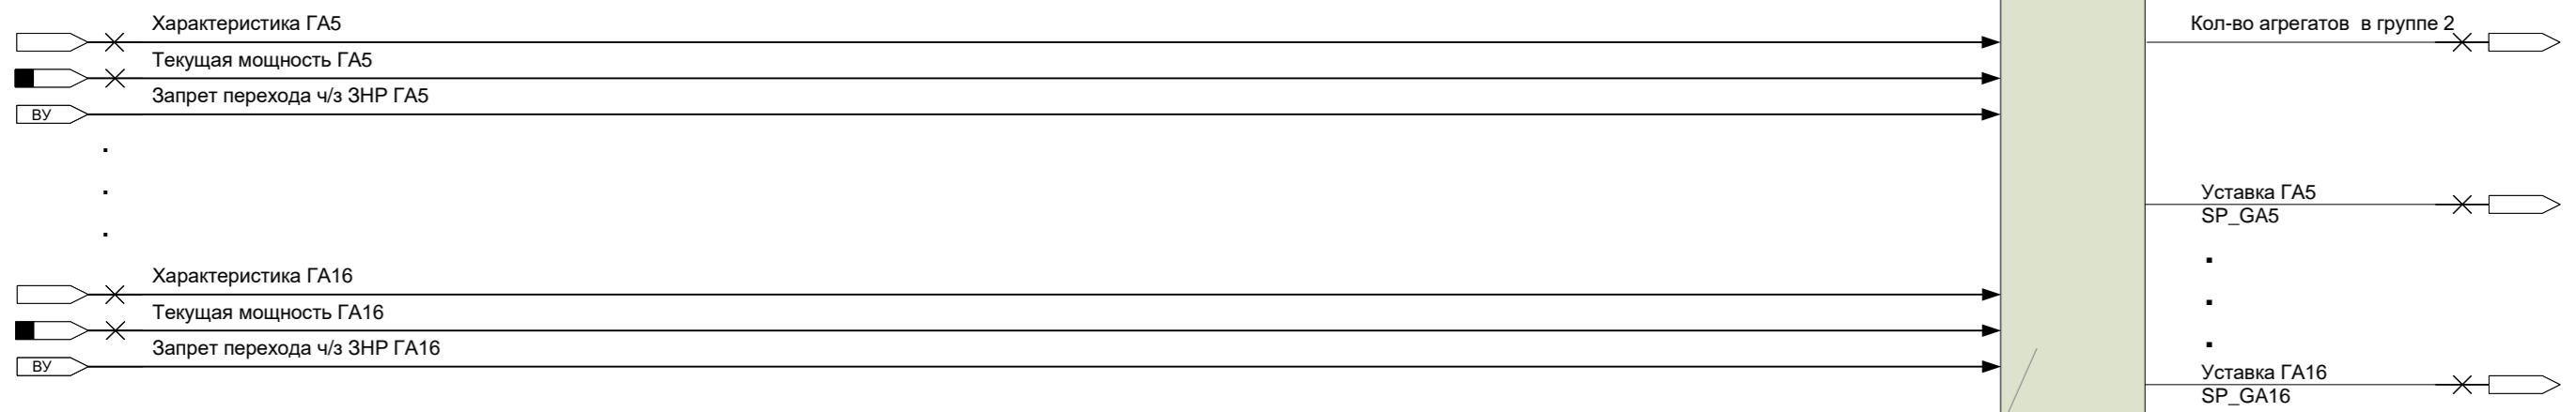 Характеристика ГА5
Текущая мощность ГА5
Запрет перехода ч/з ЗНР ГА5
ВУ
Характеристика ГА16
Текущая мощность ГА16
Запрет перехода ч/з ЗНР ГА16
ВУ
Кол-во агрегатов в группе 2
Уставка ГА5
SP_GA5
Уставка ГА16
SP_GA16